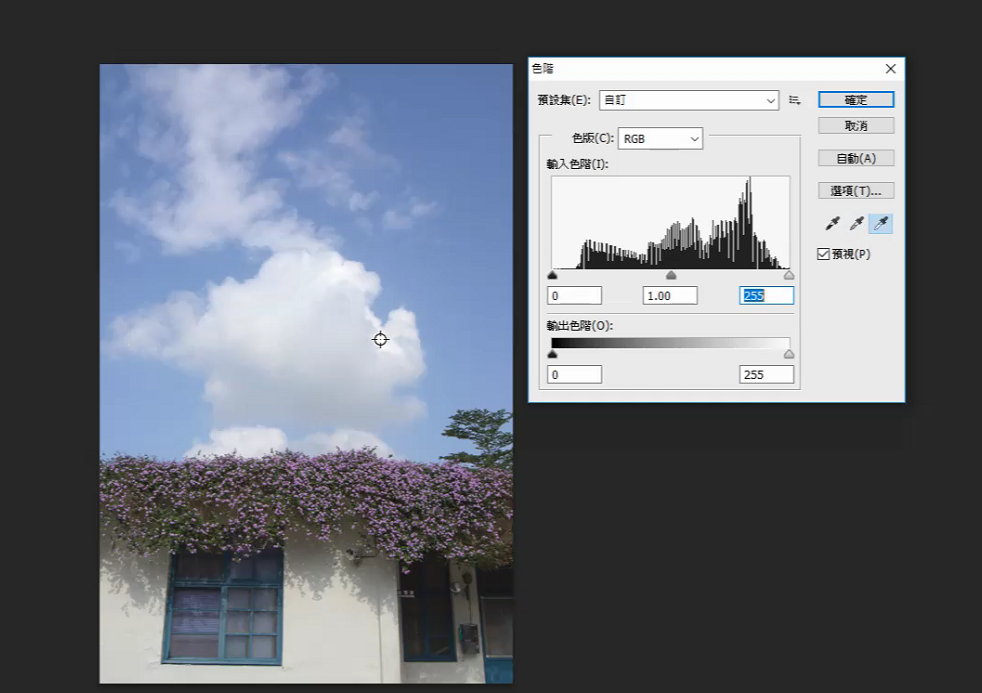 色階
預設集(E): 自訂
確定
取消
自動(A)
選項(T)...
預視(P)
色版(C): RGB
輸入色階(I):
0 1.00 255
輸出色階(O):
0 255